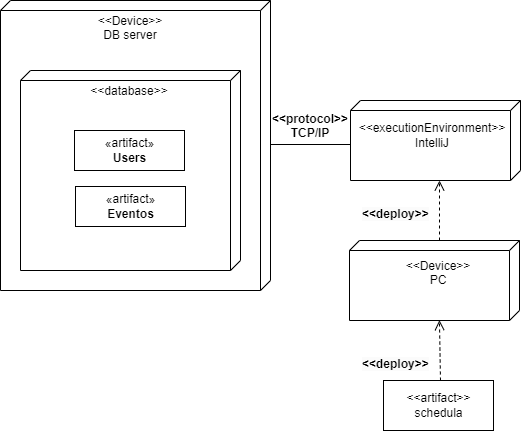 <<Device>>
DB server
<<database>>
«artifact»
Users
«artifact»
Eventos
<<protocol>>
TCP/IP
<<executionEnvironment>>
IntelliJ
<<deploy>>
<<Device>>
PC
<<deploy>>
<<artifact>>
schedula